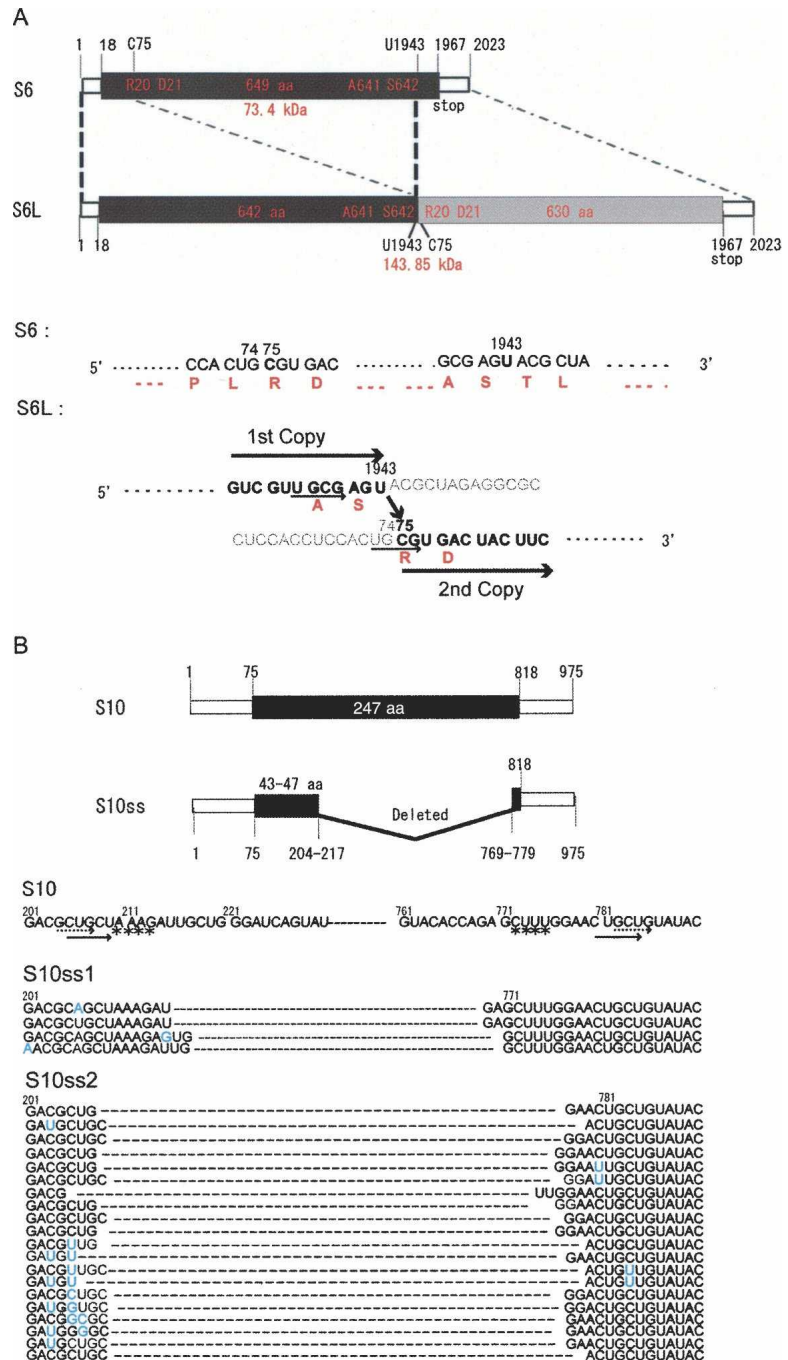 A
1 18 C75 U1943 1967 2023
S6
R20 D21 649 aa A641 S642
73.4 kDa
stop
S6L
642 aa A641 S642 R20 D21 630 aa
1 18 U1943 C75 1967 2023
143.85 kDa
stop
S6 :
74 75 1943
5' ........ CCA CUG CGU GAC ........ GCG AGU ACG CUA ..... 3'
--- P L R D --- --- A S T L ---
S6L :
1st Copy
1943
5' ........ GUC GUU GCG AGU ACGCUAGAGGCGC
A S
7475
CUCCACCUCCACUG CGU GAC UAC UUC ........ 3'
R D
2nd Copy
B
1 75 818 975
S10
247 aa
43-47 aa 818
S10ss
Deleted
1 75 204-217 769-779 975
S10
201 211 221 761 771 781
GACGCUGCUAAAGAUUGCUG GGAUCAGUAU------- GUACACCAGA GCUUUGGAAC UGCUGUAUAC
**** ****
S10ss1
201 771
GACGCAGCUAAAGAU-------GAGCUUUGGAACUGCUGUAUAC
GACGCUGCUAAAGAU-------GAGCUUUGGAACUGCUGUAUAC
GACGCAGCUAAAGAGUG-------GCUUUGGAACUGCUGUAUAC
AACGCAGCUAAAGAUUG-------GCUUUGGAACUGCUGUAUAC
S10ss2
201 781
GACGCUG-------GAACUGCUGUAUAC
GAUGCUGC-------ACUGCUGUAUAC
GACGCUGC-------GGACUGCUGUAUAC
GACGCUG-------GGAACUGCUGUAUAC
GACGCUG-------GGAAUUGCUGUAUAC
GACGCUGC-------GGAUUGCUGUAUAC
GACG-------UUGGAACUGCUGUAUAC
GACGCUG-------GGAACUGCUGUAUAC
GACGCUGC-------GGACUGCUGUAUAC
GACGCUG-------GGAACUGCUGUAUAC
GACGUUG-------ACUGCUGUAUAC
GAUGU-------GAACUGCUGUAUAC
GACGUUGC-------ACUGUUGUAUAC
GAUGU-------ACUGUUGUAUAC
GACGCUGC-------GGACUGCUGUAUAC
GAUGGUGC-------GGACUGCUGUAUAC
GACGGCGC-------GAACUGCUGUAUAC
GAUGGGGC-------GAACUGCUGUAUAC
GAUGCUGC-------GAACUGCUGUAUAC
GACGCUGC-------ACUGCUGUAUAC